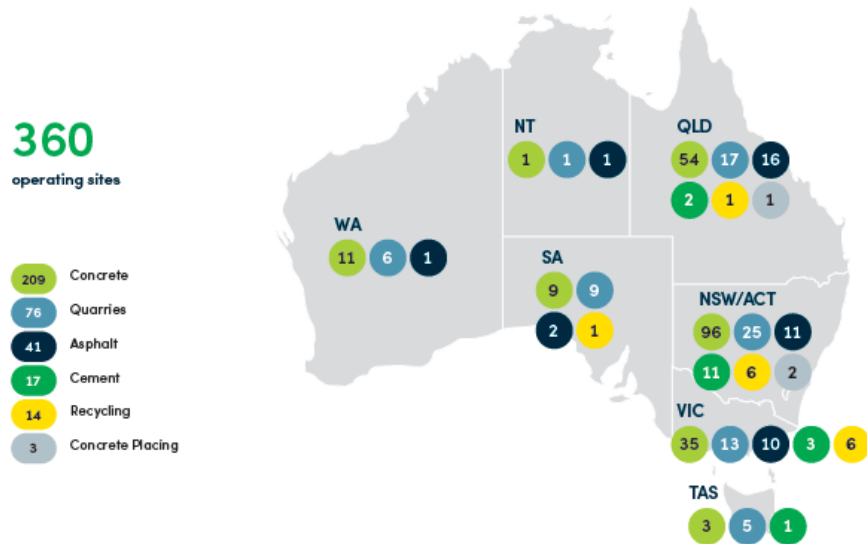 360
operating sites
209 Concrete
76 Quarries
41 Asphalt
17 Cement
14 Recycling
3 Concrete Placing
NT
1 1 1
QLD
54 17 16
2 1 1
WA
11 6 1
SA
9 9
2 1
NSW/ACT
96 25 11
11 6 2
VIC
35 13 10 3 6
TAS
3 5 1